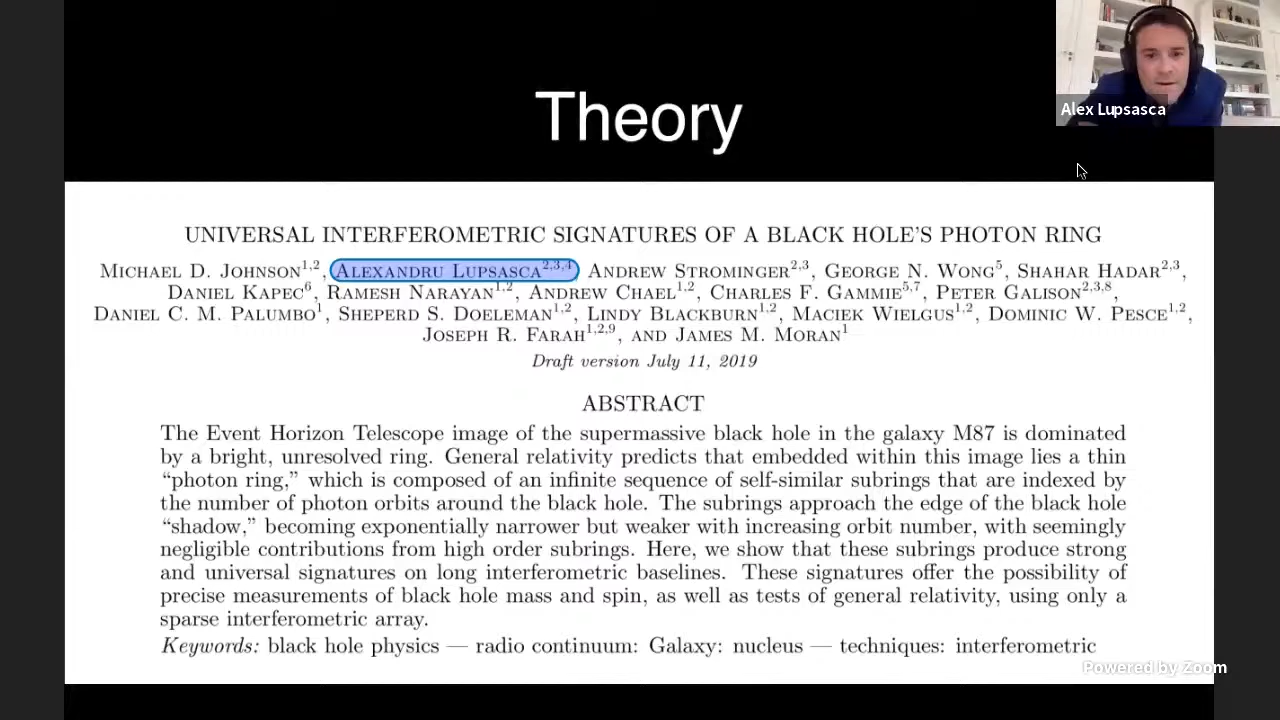 Theory
Alex Lupsasca
UNIVERSAL INTERFEROMETRIC SIGNATURES OF A BLACK HOLE'S PHOTON RING
MICHAEL D. JOHNSON1,2, ALEXANDRU LUPSASCA2,3,4 ANDREW STROMINGER2,3, GEORGE N. WONG5, SHAHAR HADAR2,3,
DANIEL KAPEC6, RAMESH NARAYAN1,2, ANDREW CHAEL1,2, CHARLES F. GAMMIE5,7, PETER GALISON2,3,8,
DANIEL C. M. PALUMBO1, SHEPERD S. DOELEMAN1,2, LINDY BLACKBURN1,2, MACIEK WIELGUS1,2, DOMINIC W. PESCE1,2,
JOSEPH R. FARAH1,2,9, AND JAMES M. MORAN1
Draft version July 11, 2019
ABSTRACT
The Event Horizon Telescope image of the supermassive black hole in the galaxy M87 is dominated
by a bright, unresolved ring. General relativity predicts that embedded within this image lies a thin
“photon ring,” which is composed of an infinite sequence of self-similar subrings that are indexed by
the number of photon orbits around the black hole. The subrings approach the edge of the black hole
“shadow,” becoming exponentially narrower but weaker with increasing orbit number, with seemingly
negligible contributions from high order subrings. Here, we show that these subrings produce strong
and universal signatures on long interferometric baselines. These signatures offer the possibility of
precise measurements of black hole mass and spin, as well as tests of general relativity, using only a
sparse interferometric array.
Keywords: black hole physics — radio continuum: Galaxy: nucleus — techniques: interferometric
Powered by Zoom